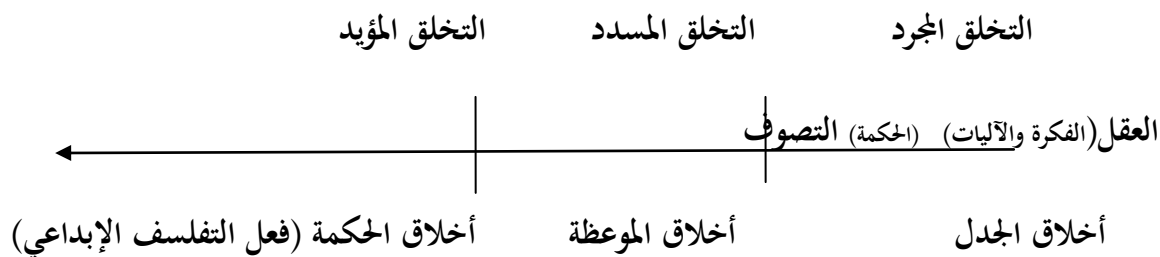 التخلق المجرد التخلق المسدد التخلق المؤيد
العقل(الفكرة والآليات) (الحكمة) التصوف
أخلاق الجدل أخلاق الموعظة أخلاق الحكمة (فعل التفلسف الإبداعي)